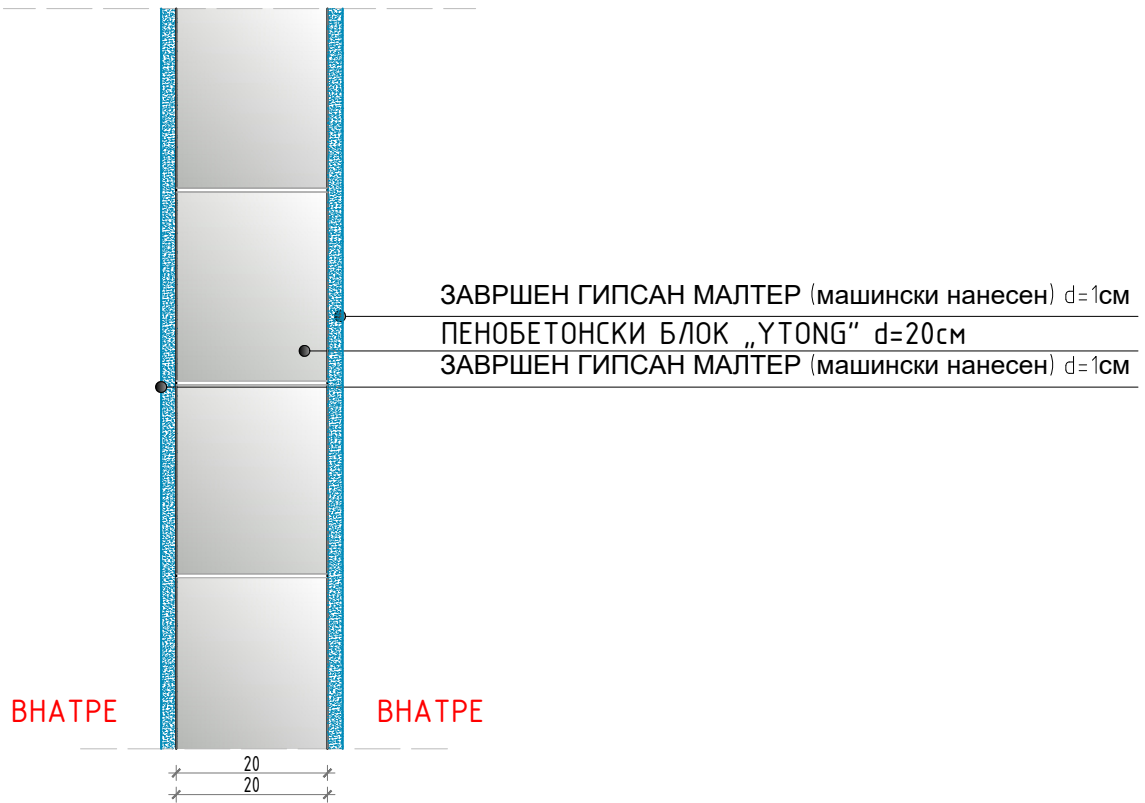 ЗАВРШЕН ГИПСАН МАЛТЕР (машински нанесен) d=1см
ПЕНОБЕТОНСКИ БЛОК „YTONG“ d=20см
ЗАВРШЕН ГИПСАН МАЛТЕР (машински нанесен) d=1см
ВНАТРЕ ВНАТРЕ
20
20